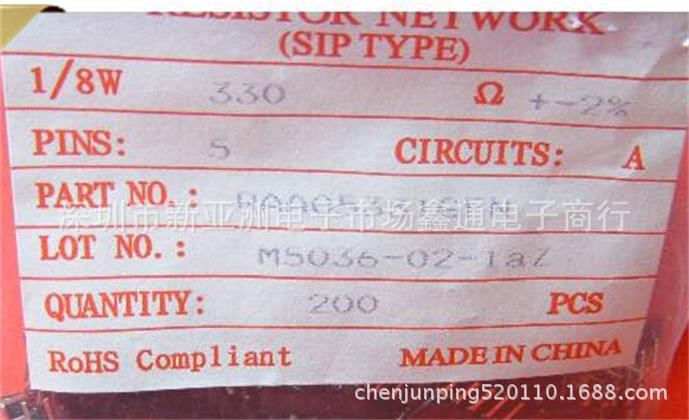 RESISTOR NETWORK
(SIP TYPE)
1/8W 330 Ω +-2%
PINS: 5 CIRCUITS: A
PART NO.:
深圳市新亚洲电子市场鑫通电子商行
LOT NO.: M5036-02-1a7
QUANTITY: 200 PCS
RoHS Compliant MADE IN CHINA
chenjunping520110.1688.com